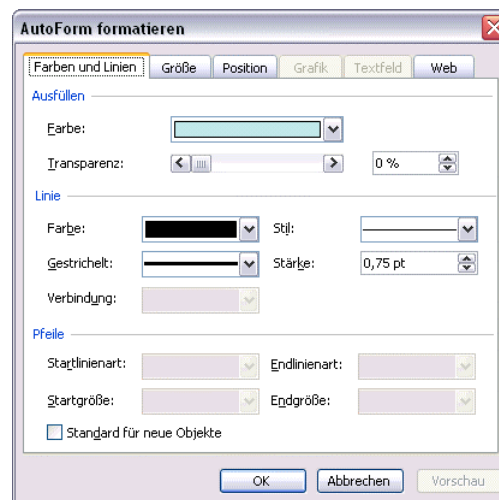 AutoForm formatieren
Farben und Linien Größe Position Grafik Textfeld Web
Ausfüllen
Farbe:
Transparenz: 0 %
Linie
Farbe: Stil:
Gestrichelt: Stärke: 0,75 pt
Verbindung:
Pfeile
Startlinienart: Endlinienart:
Startgröße: Endgröße:
Standard für neue Objekte
OK Abbrechen Vorschau